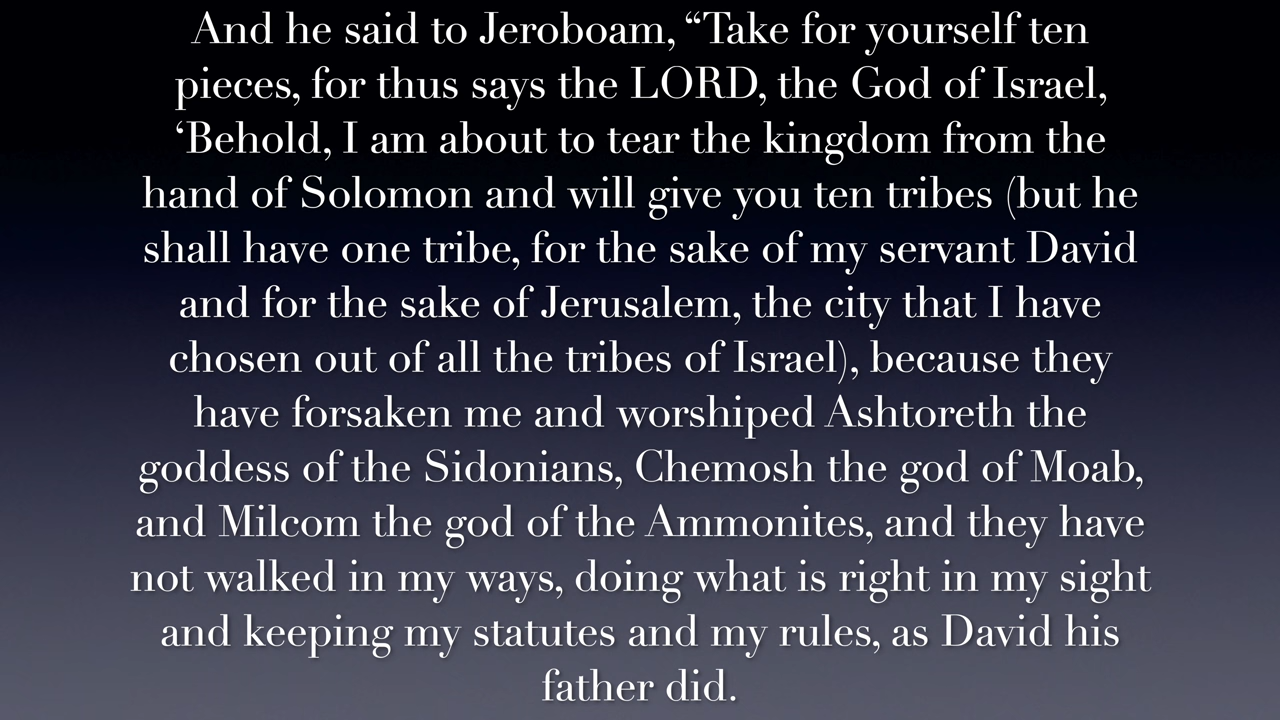 And he said to Jeroboam, “Take for yourself ten
pieces, for thus says the LORD, the God of Israel,
‘Behold, I am about to tear the kingdom from the
hand of Solomon and will give you ten tribes (but he
shall have one tribe, for the sake of my servant David
and for the sake of Jerusalem, the city that I have
chosen out of all the tribes of Israel), because they
have forsaken me and worshiped Ashtoreth the
goddess of the Sidonians, Chemosh the god of Moab,
and Milcom the god of the Ammonites, and they have
not walked in my ways, doing what is right in my sight
and keeping my statutes and my rules, as David his
father did.